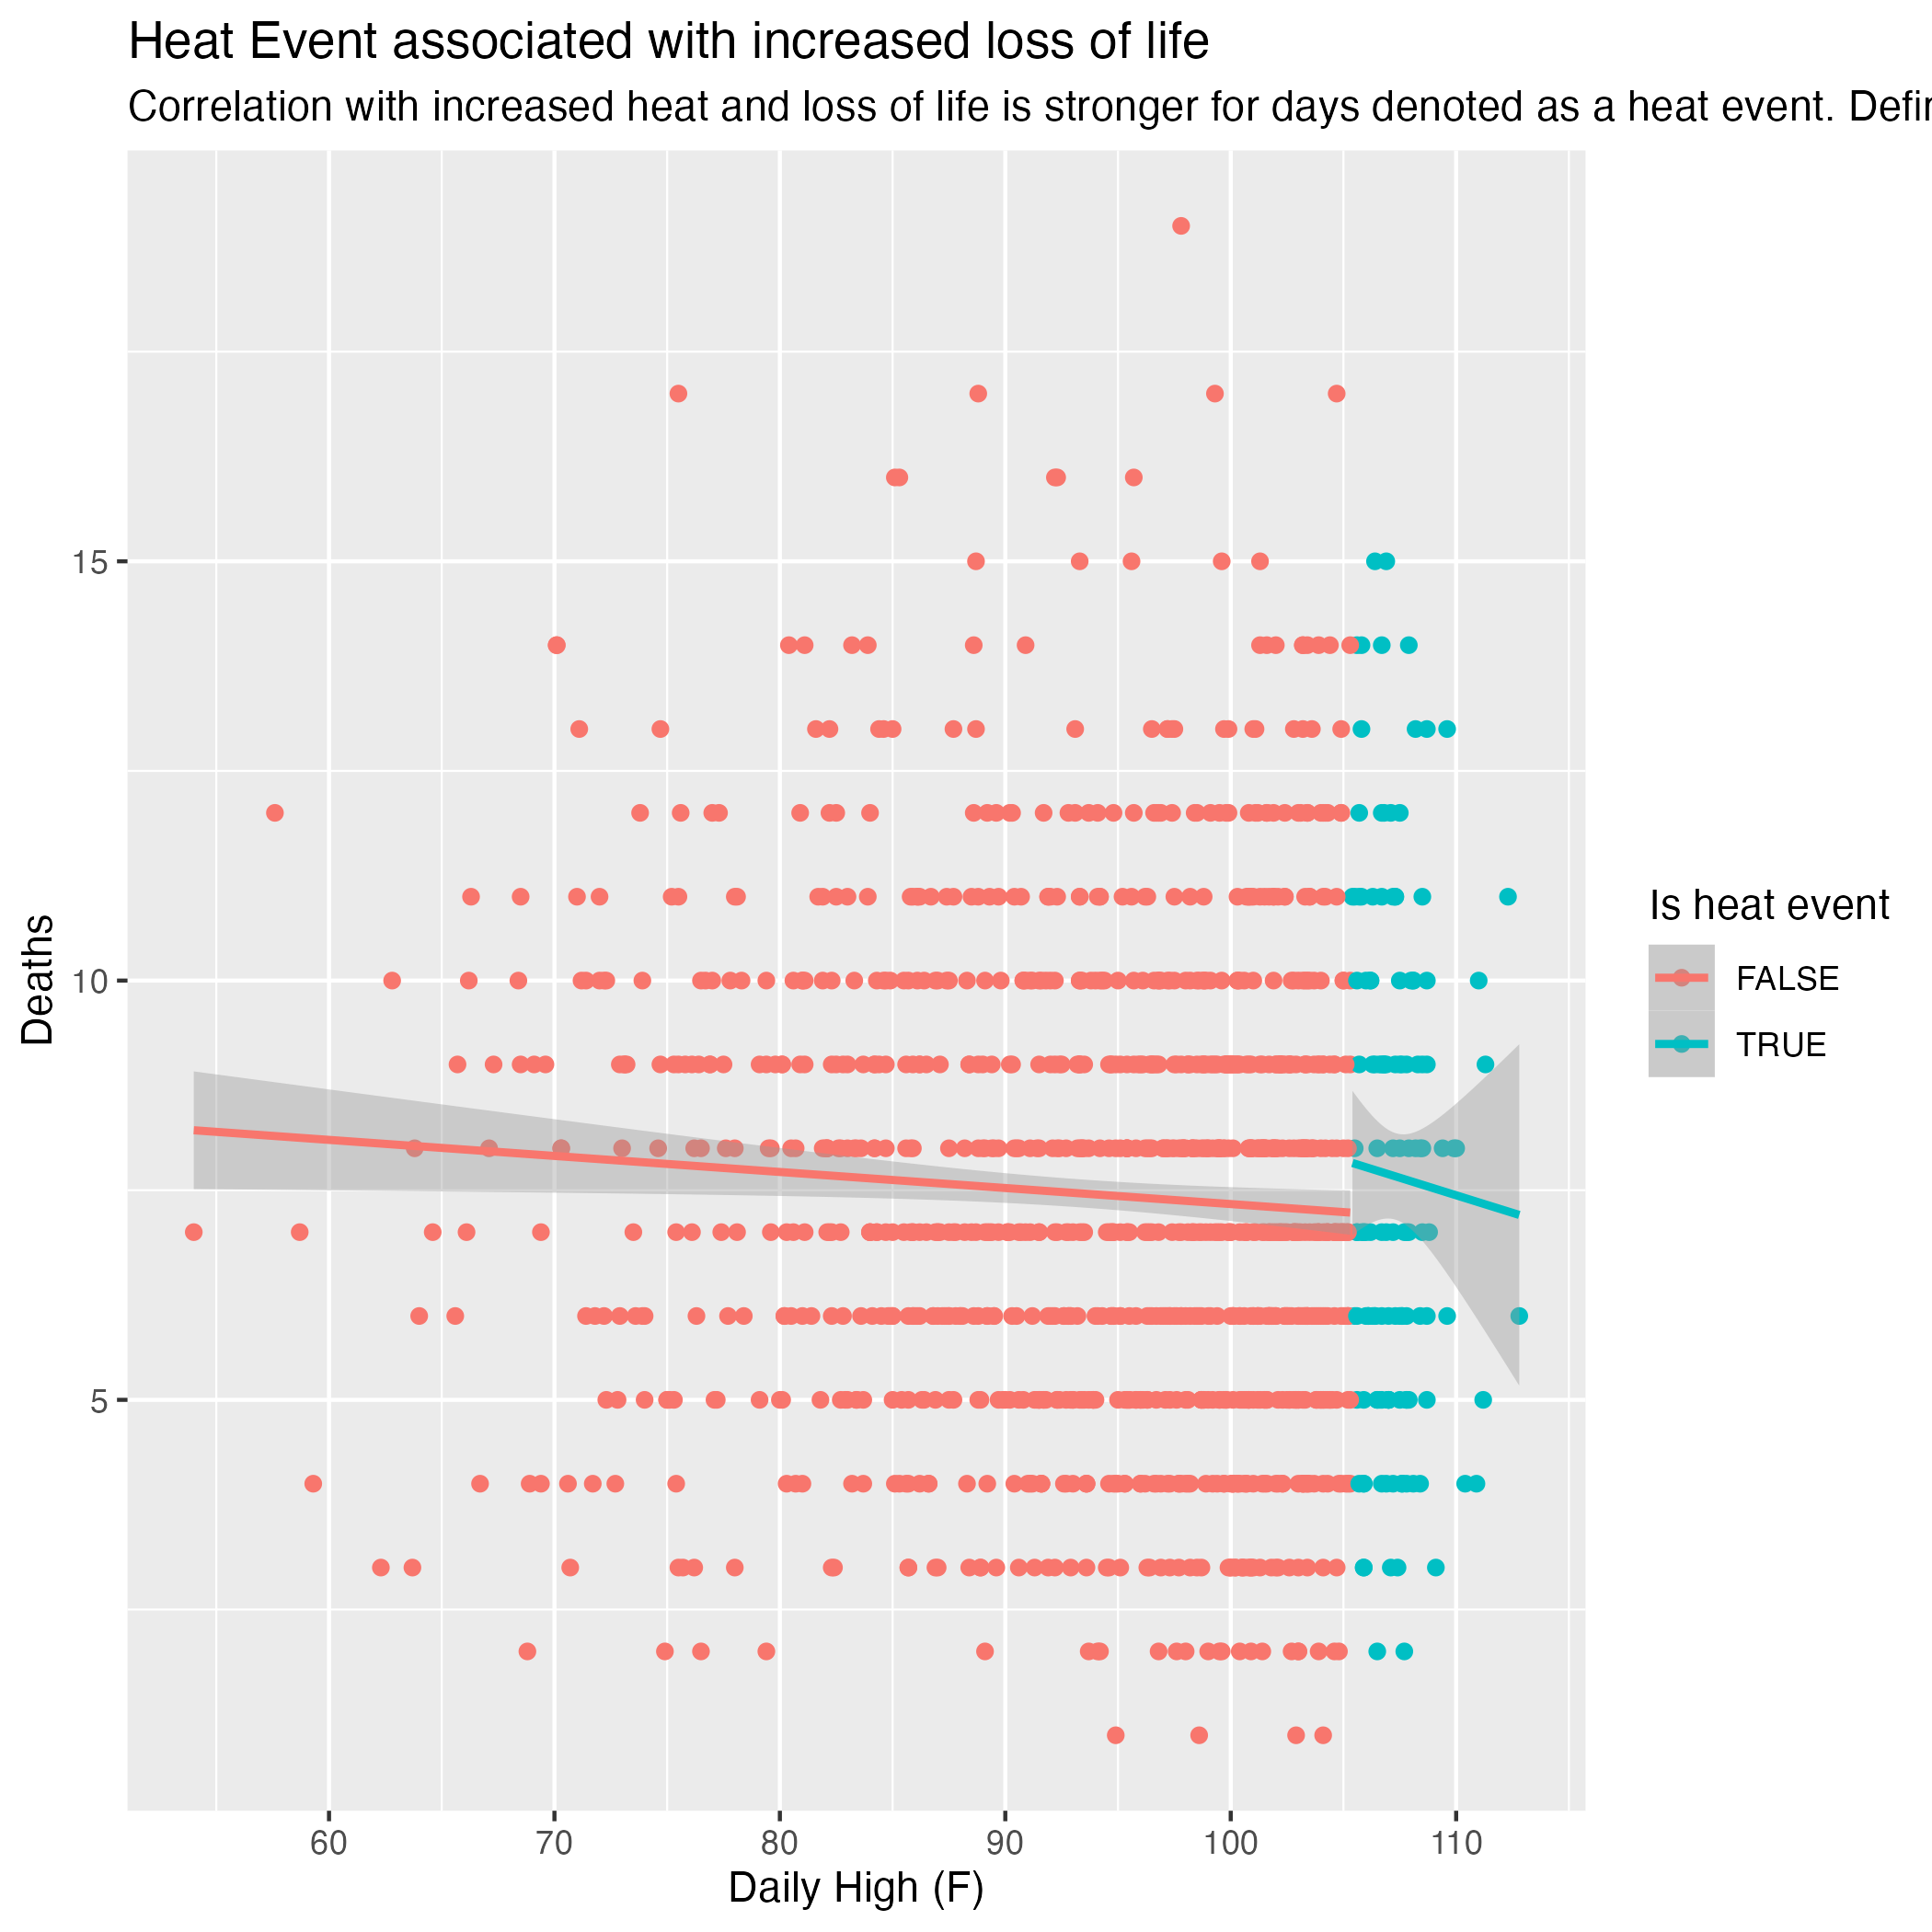 Heat Event associated with increased loss of life
Correlation with increased heat and loss of life is stronger for days denoted as a heat event.
15
10
5
Deaths
60 70 80 90 100 110
Daily High (F)
Is heat event
FALSE
TRUE